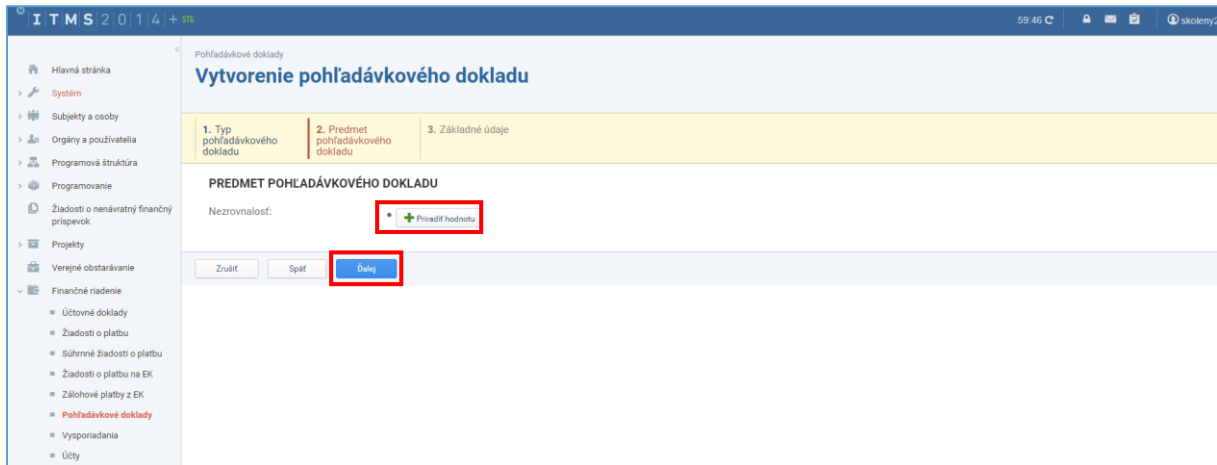 ITMS2014+ STG
59:46
skoleny2
Hlavná stránka
Systém
Subjekty a osoby
Orgány a používatelia
Programová štruktúra
Programovanie
Žiadosti o nenávratný finančný
príspevok
Projekty
Verejné obstarávanie
Finančné riadenie
Účtovné doklady
Žiadosti o platbu
Súhrnné žiadosti o platbu
Žiadosti o platbu na EK
Zálohové platby z EK
Pohľadávkové doklady
Vysporiadania
Účty
Pohľadávkové doklady
Vytvorenie pohľadávkového dokladu
1. Typ
pohľadávkového
dokladu
2. Predmet
pohľadávkového
dokladu
3. Základné údaje
PREDMET POHĽADÁVKOVÉHO DOKLADU
Nezrovnalosť:
Priradiť hodnotu
Zrušiť
Späť
Ďalej